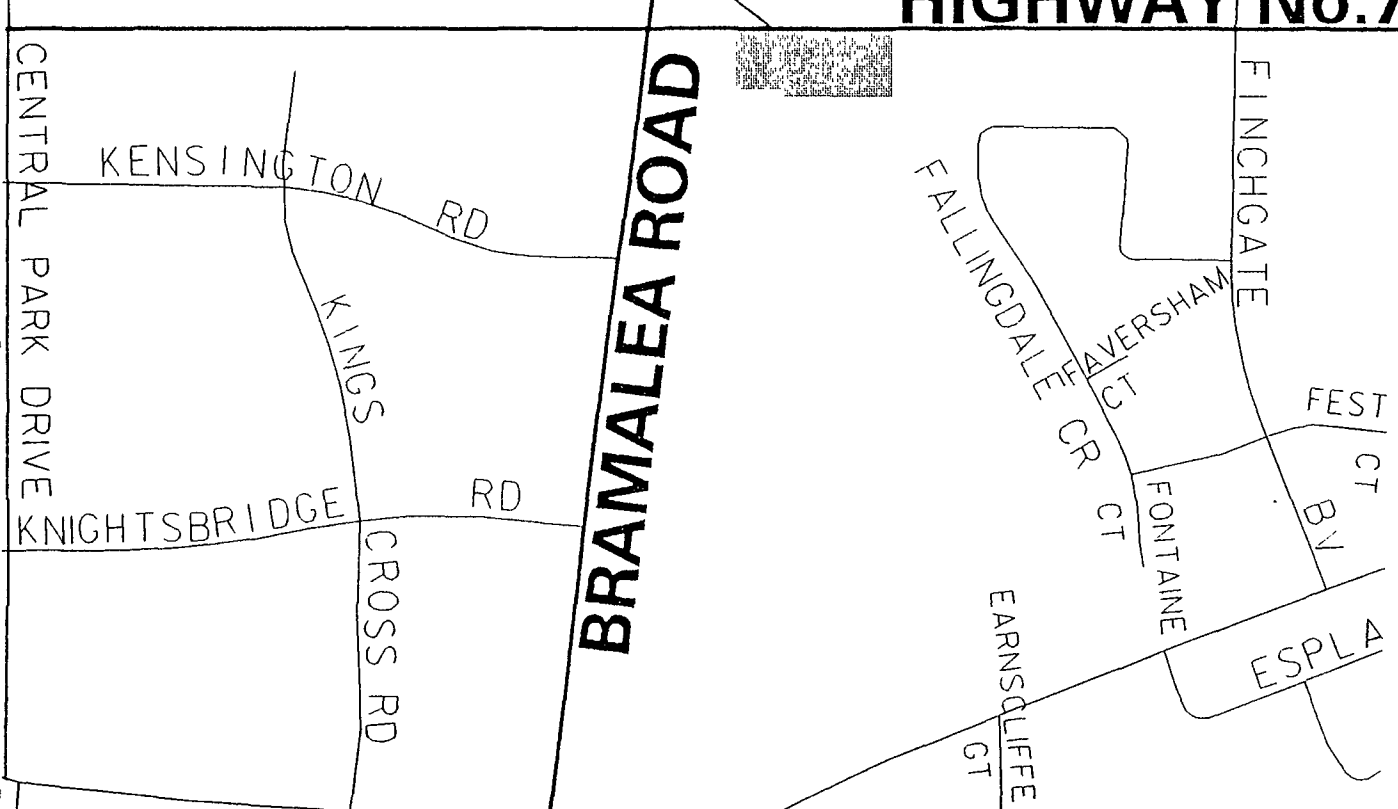 HIGHWAY No.7
CENTRAL PARK DRIVE
KENSINGTON RD
KINGS CROSS RD
KNIGHTSBRIDGE RD
BRAMALEA ROAD
FINCHGATE BV
FALLINGDALE CR
FAVERSHAM CT
FEST
CT
FONTAINE CT
EARNSCLIFFE GT
ESPLA